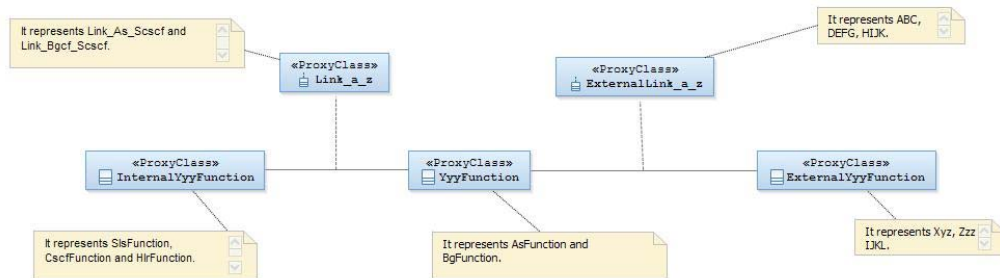 It represents Link_As_Scscf and
Link_Bgcf_Scscf.
It represents ABC,
DEFG, HIJK.
«ProxyClass»
Link_a_z
«ProxyClass»
ExternalLink_a_z
«ProxyClass»
InternalYyyFunction
«ProxyClass»
YyyFunction
«ProxyClass»
ExternalYyyFunction
It represents SlsFunction,
CscfFunction and HlrFunction.
It represents AsFunction and
BgFunction.
It represents Xyz, Zzz
IJKL.